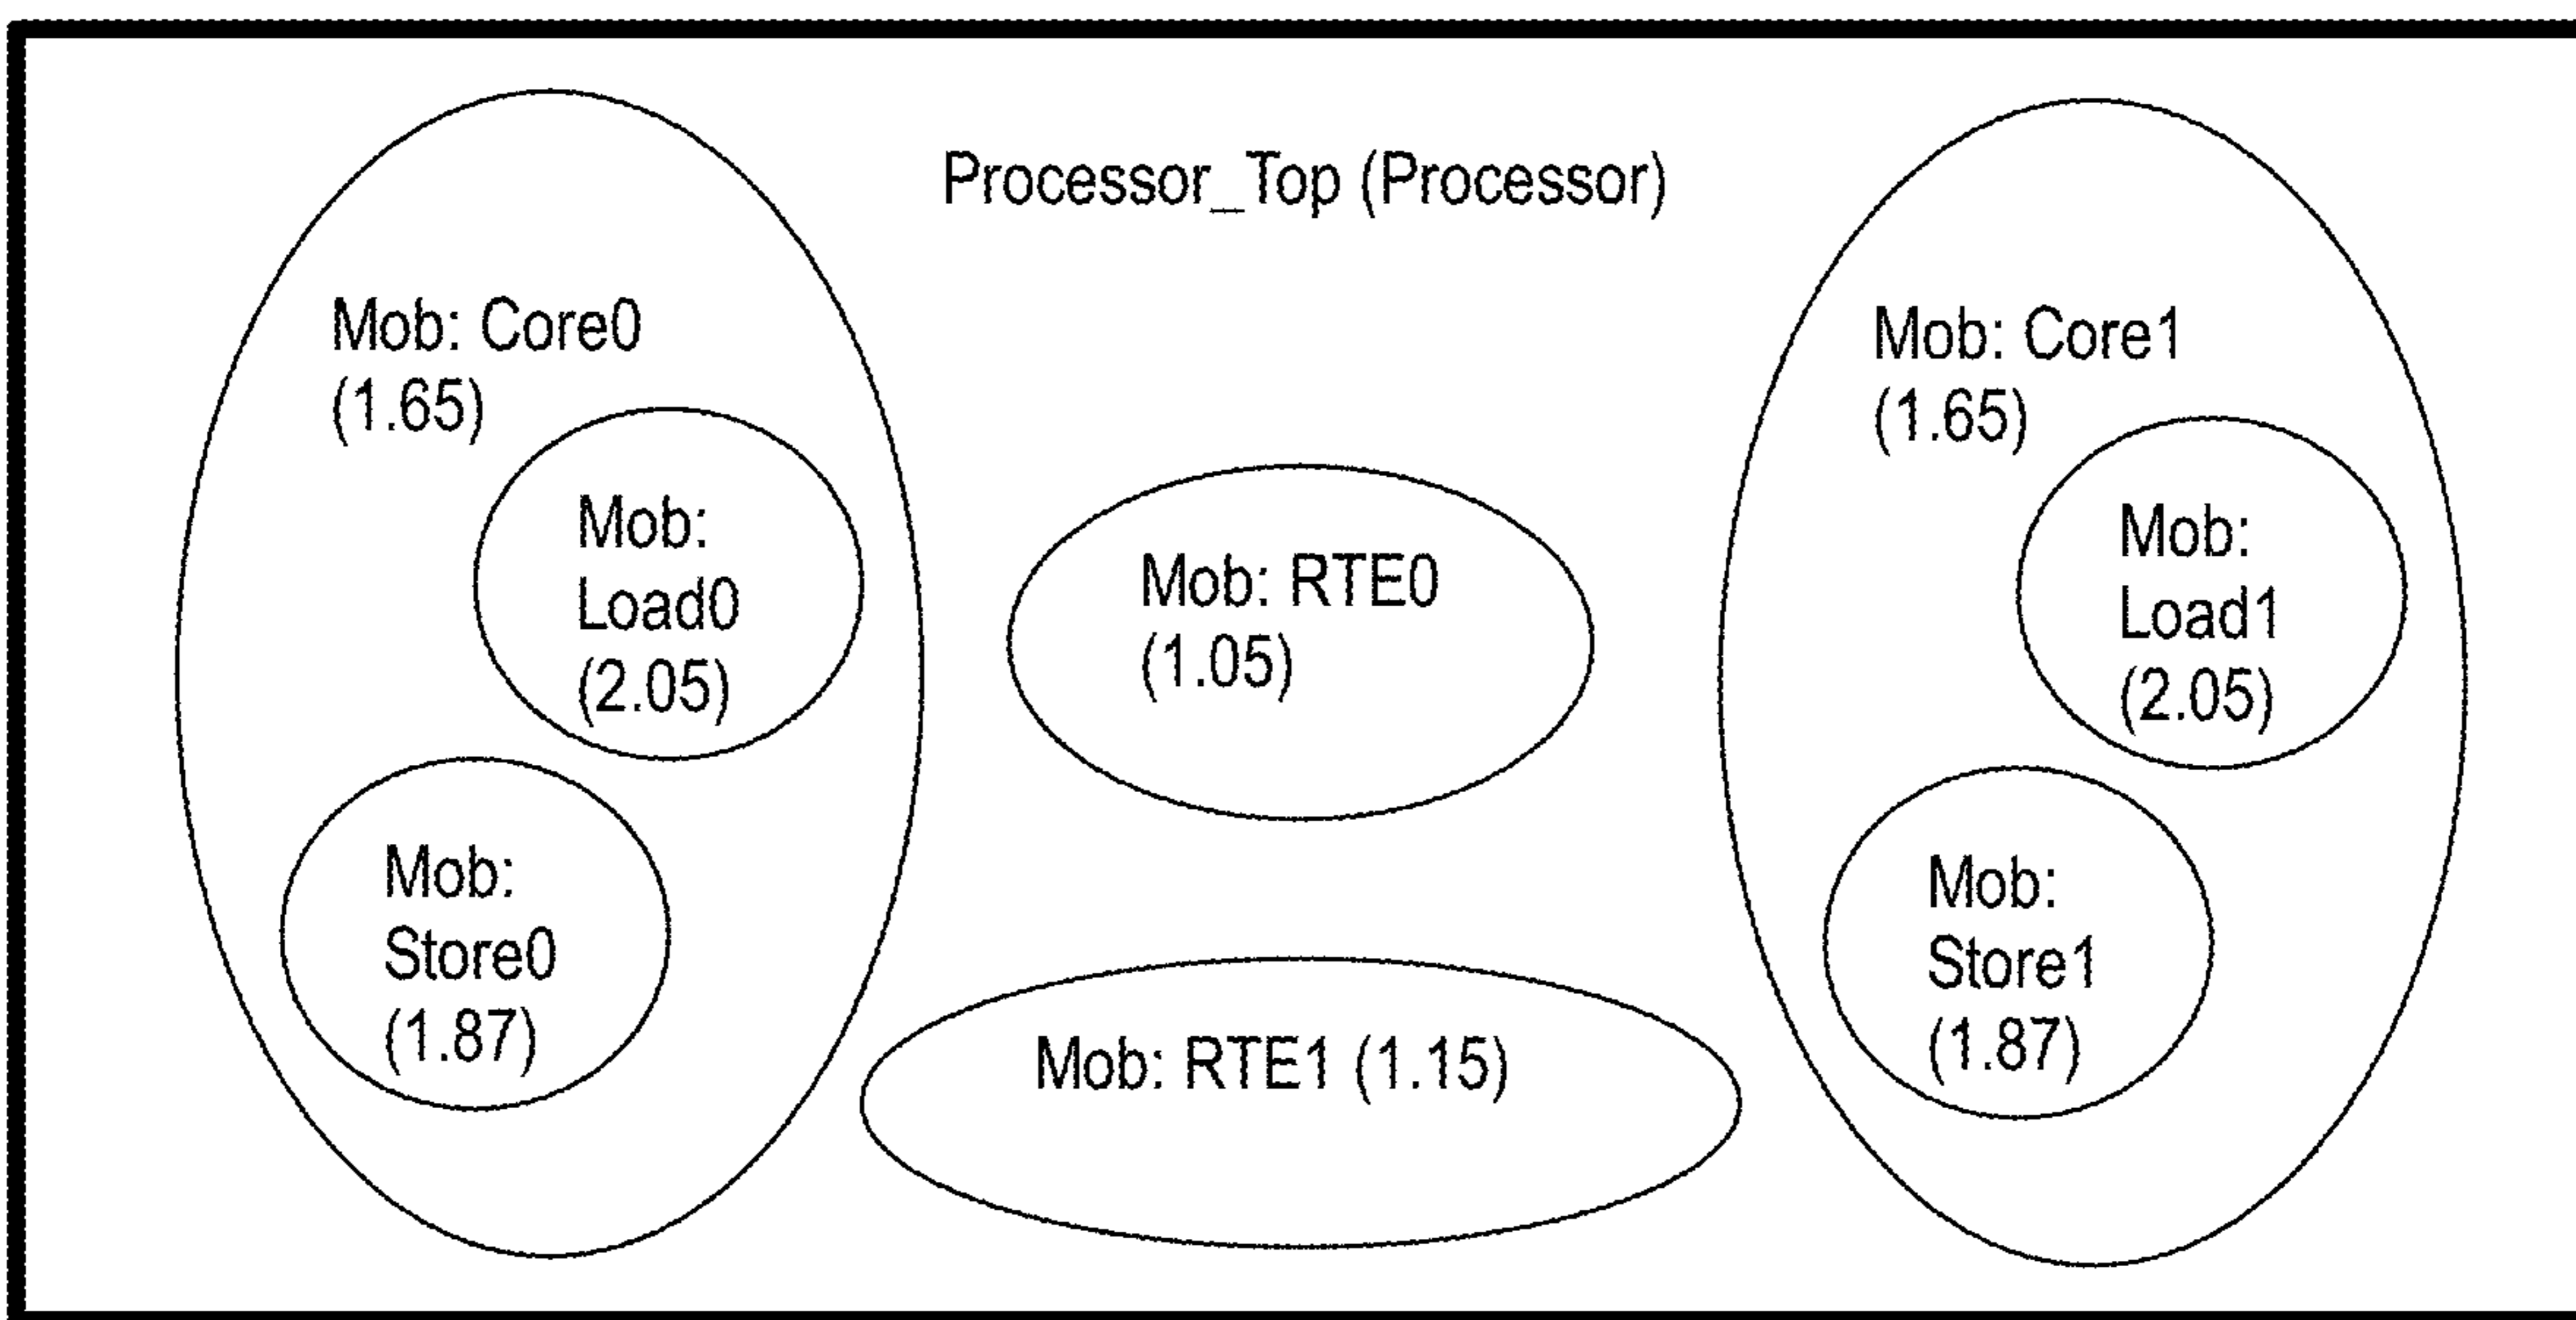 Processor_Top (Processor)
Mob: Core0
(1.65)
Mob:
Load0
(2.05)
Mob:
Store0
(1.87)
Mob: RTE0
(1.05)
Mob: RTE1 (1.15)
Mob: Core1
(1.65)
Mob:
Load1
(2.05)
Mob:
Store1
(1.87)